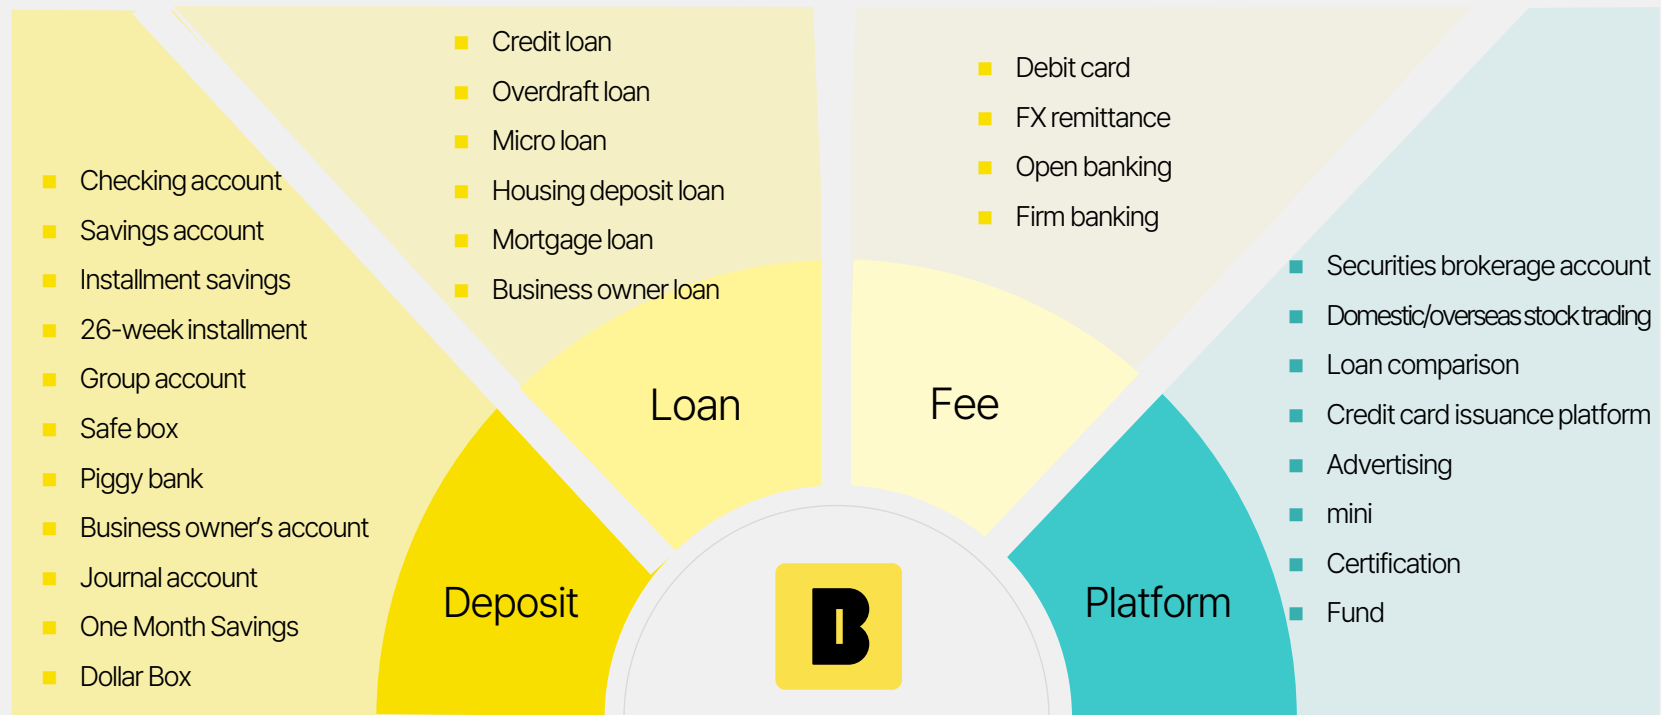 Checking account
Savings account
Installment savings
26-week installment
Group account
Safe box
Piggy bank
Business owner's account
Journal account
One Month Savings
Dollar Box
Deposit
Credit loan
Overdraft loan
Micro loan
Housing deposit loan
Mortgage loan
Business owner loan
Loan
Debit card
FX remittance
Open banking
Firm banking
Fee
Securities brokerage account
Domestic/overseas stock trading
Loan comparison
Credit card issuance platform
Advertising
mini
Certification
Fund
Platform
B